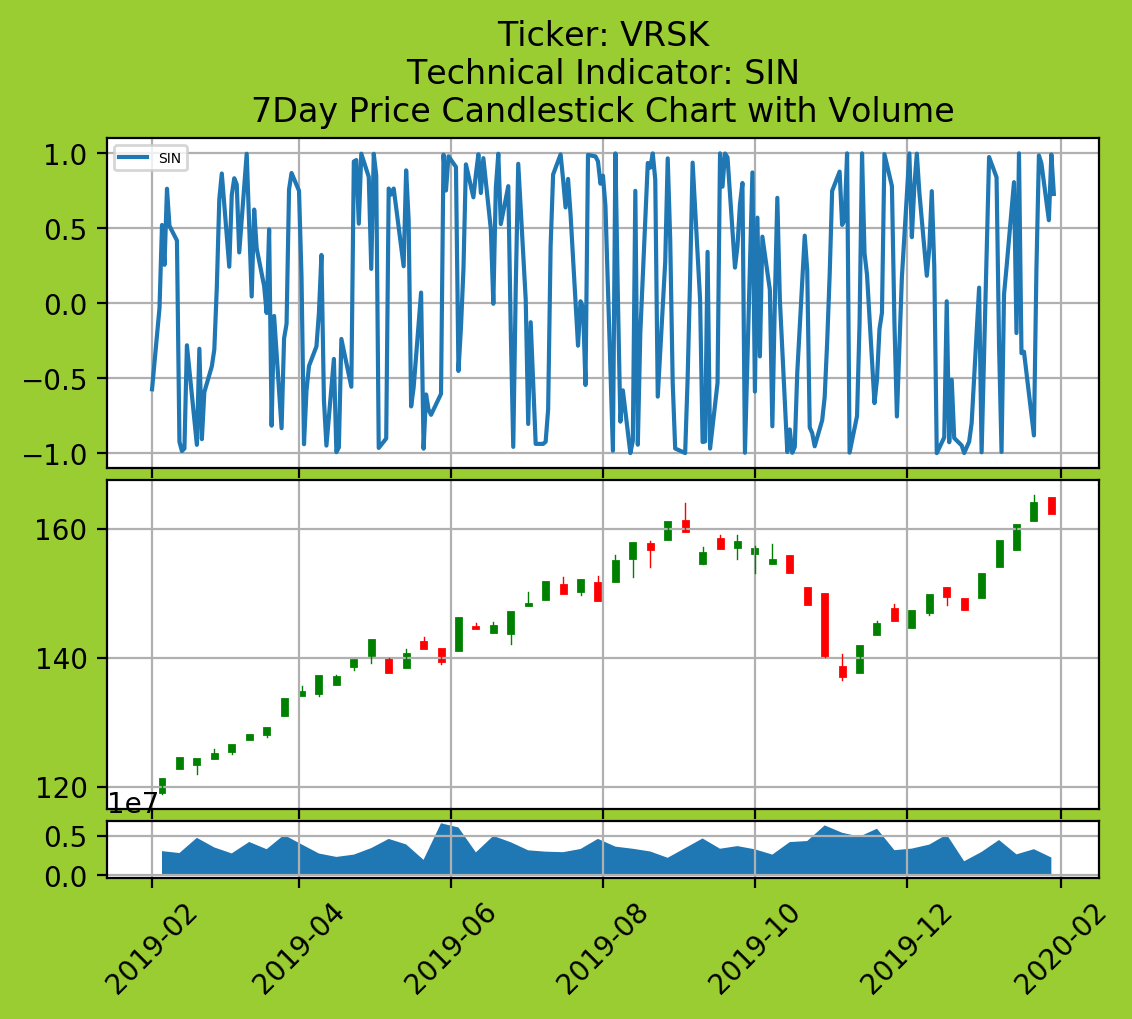 Ticker: VRSK
Technical Indicator: SIN
7Day Price Candlestick Chart with Volume
SIN
1.0
0.5
0.0
−0.5
−1.0
160
140
120
1e7
0.5
0.0
2019-02 2019-04 2019-06 2019-08 2019-10 2019-12 2020-02